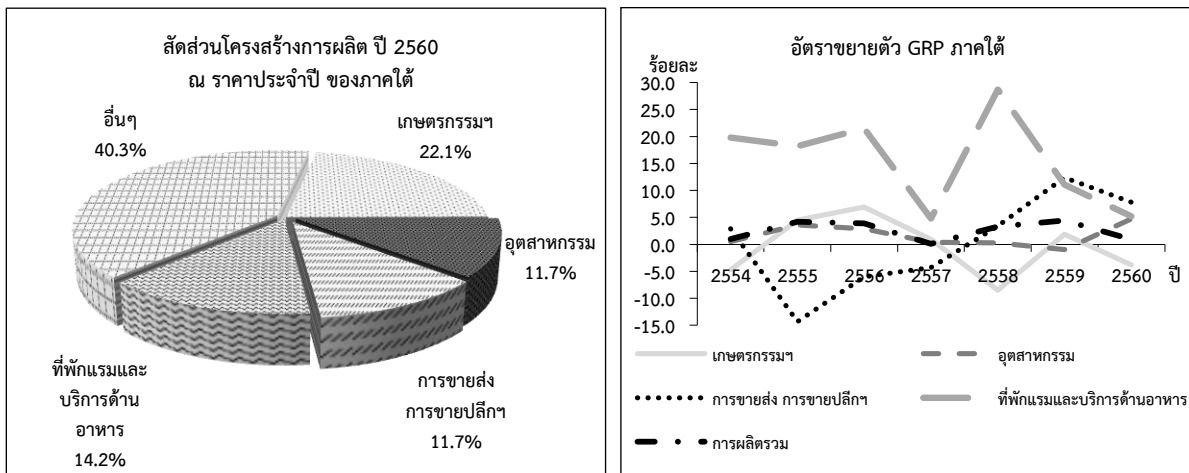 สัดส่วนโครงสร้างการผลิต ปี 2560
ณ ราคาประจำปี ของภาคใต้
อื่นๆ
40.3%
เกษตรกรรมฯ
22.1%
อุตสาหกรรม
11.7%
การขายส่ง
การขายปลีกฯ
11.7%
ที่พักแรมและ
บริการด้าน
อาหาร
14.2%
อัตราขยายตัว GRP ภาคใต้
ร้อยละ
30.0
25.0
20.0
15.0
10.0
5.0
0.0
-5.0
-10.0
-15.0
2554 2555 2556 2557 2558 2559 2560 ปี
เกษตรกรรมฯ
อุตสาหกรรม
การขายส่ง การขายปลีกฯ
ที่พักแรมและบริการด้านอาหาร
การผลิตรวม